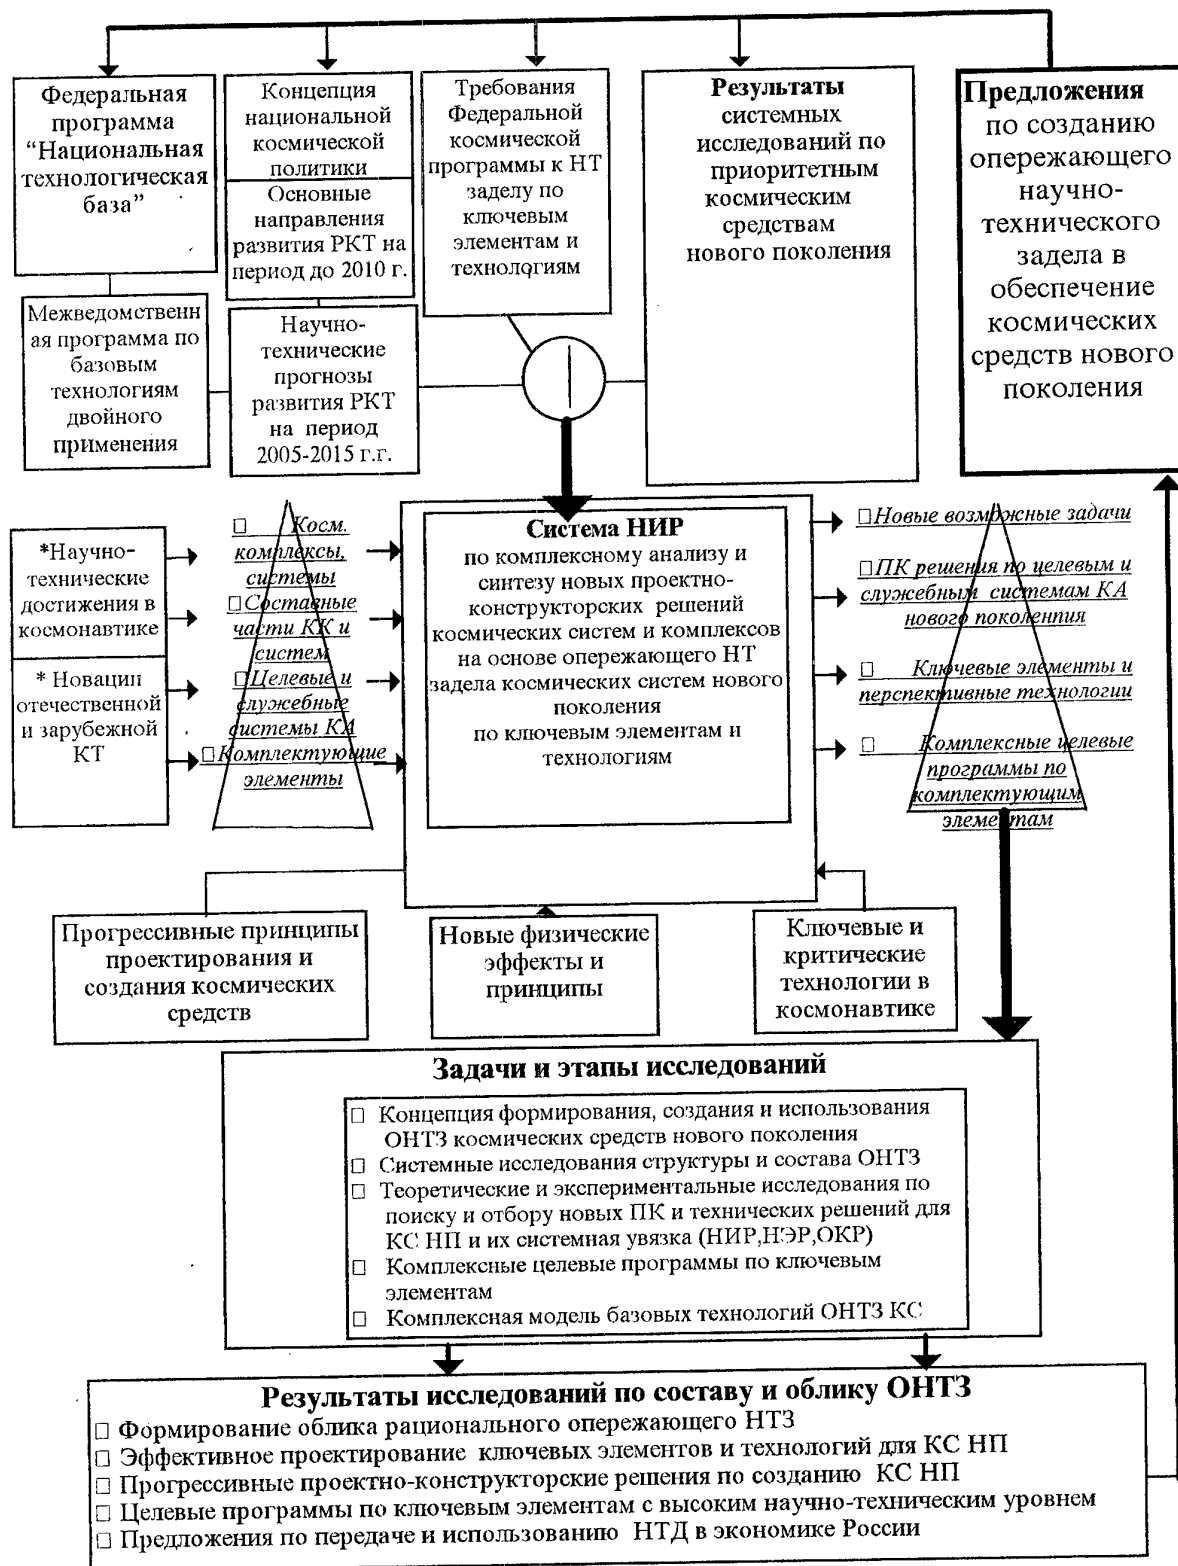 Федеральная
программа
“Национальная
технологическая
база”
Концепция
национальной
космической
политики
Основные
направления
развития РКТ на
период до 2010 г.
Требования
Федеральной
космической
программы к НТ
заделу по
ключевым
элементам и
технологиям
Результаты
системных
исследований по
приоритетным
космическим
средствам
нового поколения
Предложения
по созданию
опережающего
научно-
технического
задела в
обеспечение
космических
средств нового
поколения
Межведомственн
ая программа по
базовым
технологиям
двойного
применения
Научно-
технические
прогнозы
развития РКТ
на период
2005-2015 г.г.
*Научно-
технические
достижения в
космонавтике
* Новации
отечественной
и зарубежной
КТ
□ Косм.
комплексы,
системы
□Составные
части КК и
систем
□Целевые и
служебные
системы КА
□Комплектующие
элементы
Система НИР
по комплексному анализу и
синтезу новых проектно-
конструкторских решений
космических систем и комплексов
на основе опережающего НТ
задела космических систем нового
поколения
по ключевым элементам и
технологиям
□Новые возможные задачи
□ПК решения по целевым и
служебным системам КА
нового поколентия
□ Ключевые элементы и
перспективные технологии
□ Комплексные целевые
программы по
комплектующим
элементам
Прогрессивные принципы
проектирования и
создания космических
средств
Новые физические
эффекты и
принципы
Ключевые и
критические
технологии в
космонавтике
Задачи и этапы исследований
□ Концепция формирования, создания и использования
ОНТЗ космических средств нового поколения
□ Системные исследования структуры и состава ОНТЗ
□ Теоретические и экспериментальные исследования по
поиску и отбору новых ПК и технических решений для
КС НП и их системная увязка (НИР,НЭР,ОКР)
□ Комплексные целевые программы по ключевым
элементам
□ Комплексная модель базовых технологий ОНТЗ КС
Результаты исследований по составу и облику ОНТЗ
□ Формирование облика рационального опережающего НТЗ
□ Эффективное проектирование ключевых элементов и технологий для КС НП
□ Прогрессивные проектно-конструкторские решения по созданию КС НП
□ Целевые программы по ключевым элементам с высоким научно-техническим уровнем
□ Предложения по передаче и использованию НТД в экономике России